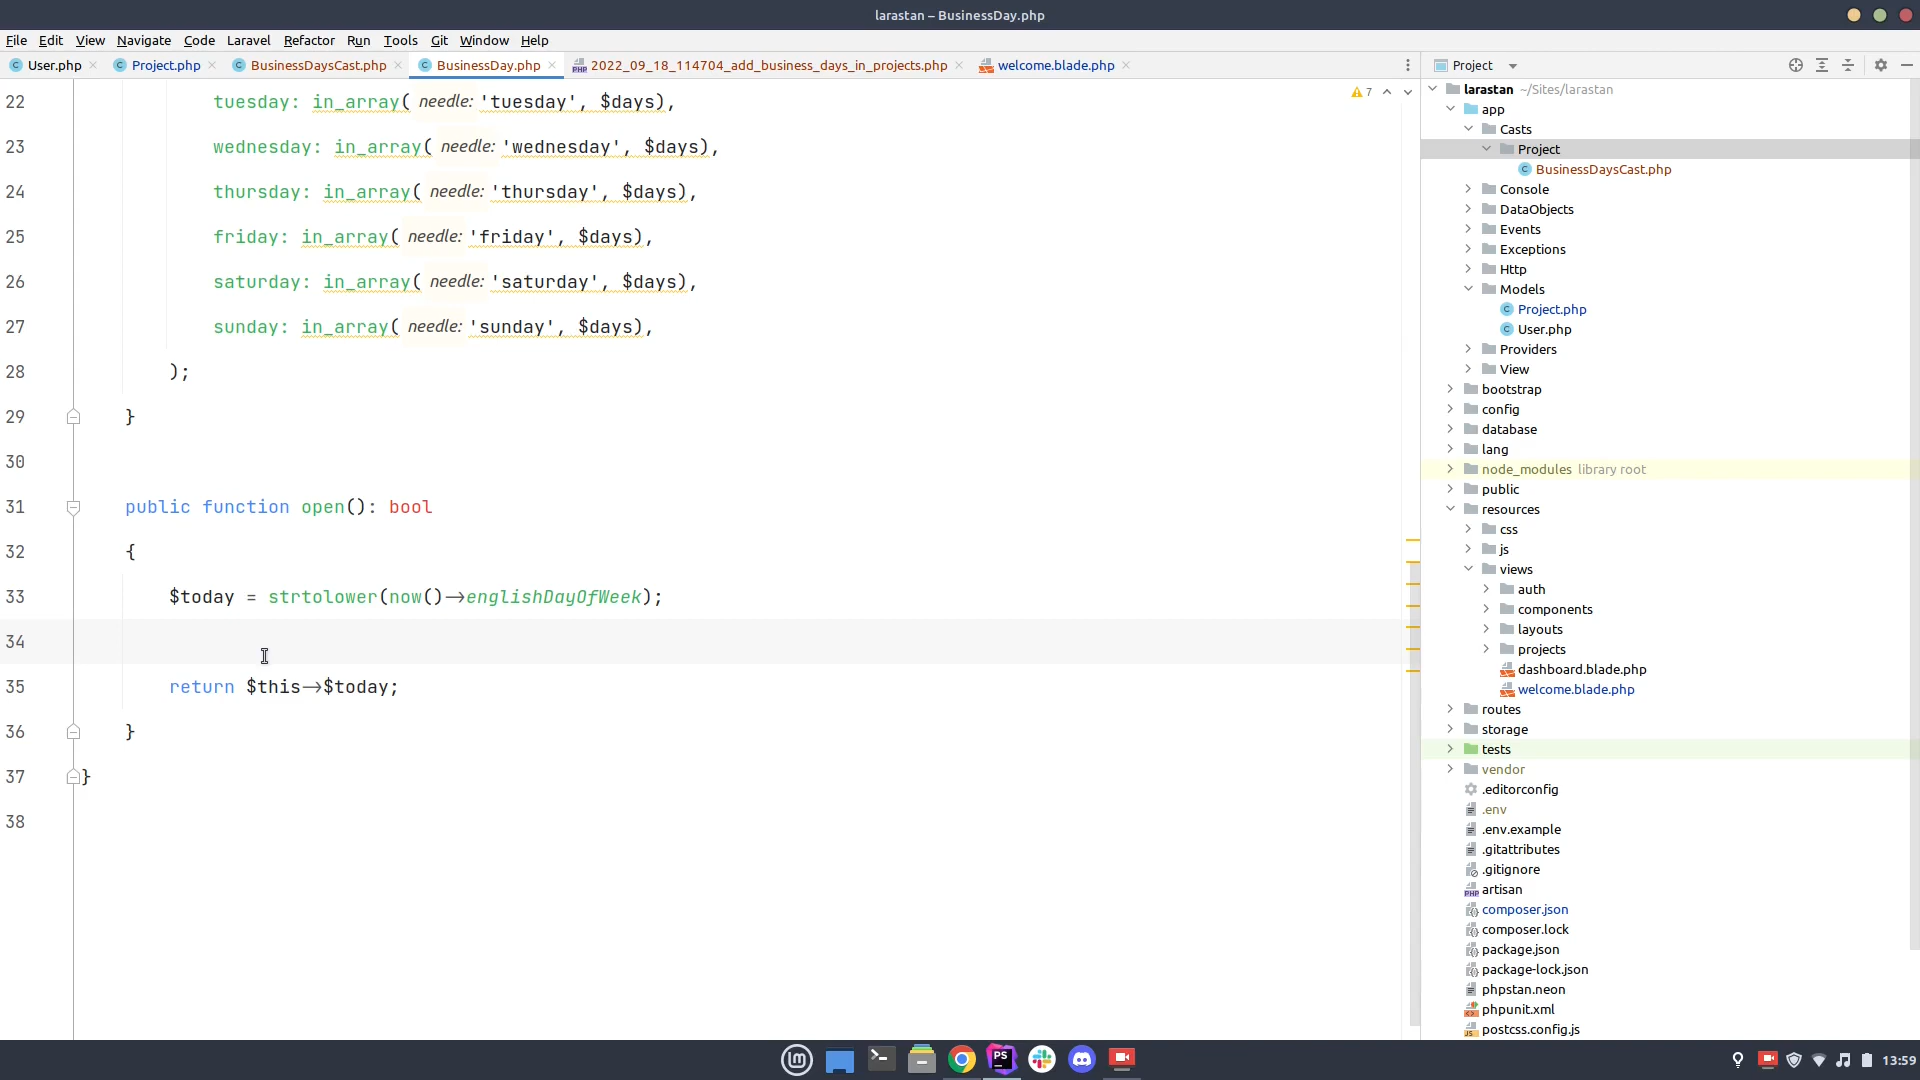 larastan – BusinessDay.php
File Edit View Navigate Code Laravel Refactor Run Tools Git Window Help
User.php Project.php BusinessDaysCast.php BusinessDay.php 2022_09_18_114704_add_business_days_in_projects.php welcome.blade.php
Project
7
22 tuesday: in_array( needle: 'tuesday', $days),
23 wednesday: in_array( needle: 'wednesday', $days),
24 thursday: in_array( needle: 'thursday', $days),
25 friday: in_array( needle: 'friday', $days),
26 saturday: in_array( needle: 'saturday', $days),
27 sunday: in_array( needle: 'sunday', $days),
28 );
29 }
30
31 public function open(): bool
32 {
33 $today = strtolower(now()->englishDayOfWeek);
34
35 return $this->$today;
36 }
37 }
38
larastan ~/Sites/larastan
app
Casts
Project
BusinessDaysCast.php
Console
DataObjects
Events
Exceptions
Http
Models
Project.php
User.php
Providers
View
bootstrap
config
database
lang
node_modules library root
public
resources
css
js
views
auth
components
layouts
projects
dashboard.blade.php
welcome.blade.php
routes
storage
tests
vendor
.editorconfig
.env
.env.example
.gitattributes
.gitignore
artisan
composer.json
composer.lock
package.json
package-lock.json
phpstan.neon
phpunit.xml
postcss.config.js
13:59